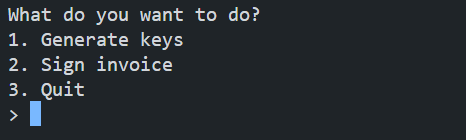 What do you want to do?
1. Generate keys
2. Sign invoice
3. Quit
>